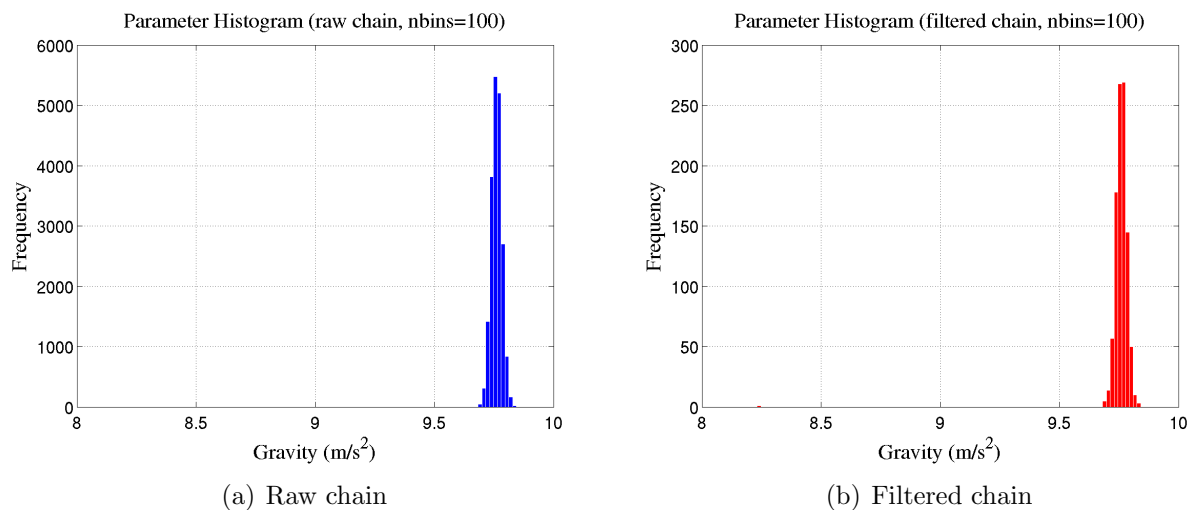 Parameter Histogram (raw chain, nbins=100)
6000
5000
4000
3000
2000
1000
0
Frequency
8 8.5 9 9.5 10
Gravity (m/s²)
(a) Raw chain
Parameter Histogram (filtered chain, nbins=100)
300
250
200
150
100
50
0
Frequency
8 8.5 9 9.5 10
Gravity (m/s²)
(b) Filtered chain